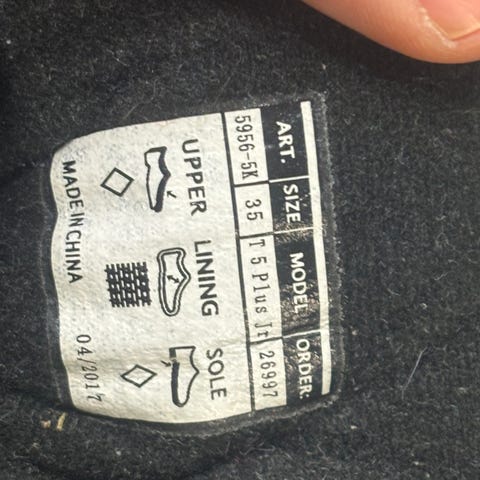 ART. SIZE MODEL ORDER:
5956-5K 35 T 5 Plus Jr 26997
UPPER LINING SOLE
MADE IN CHINA 04/2017